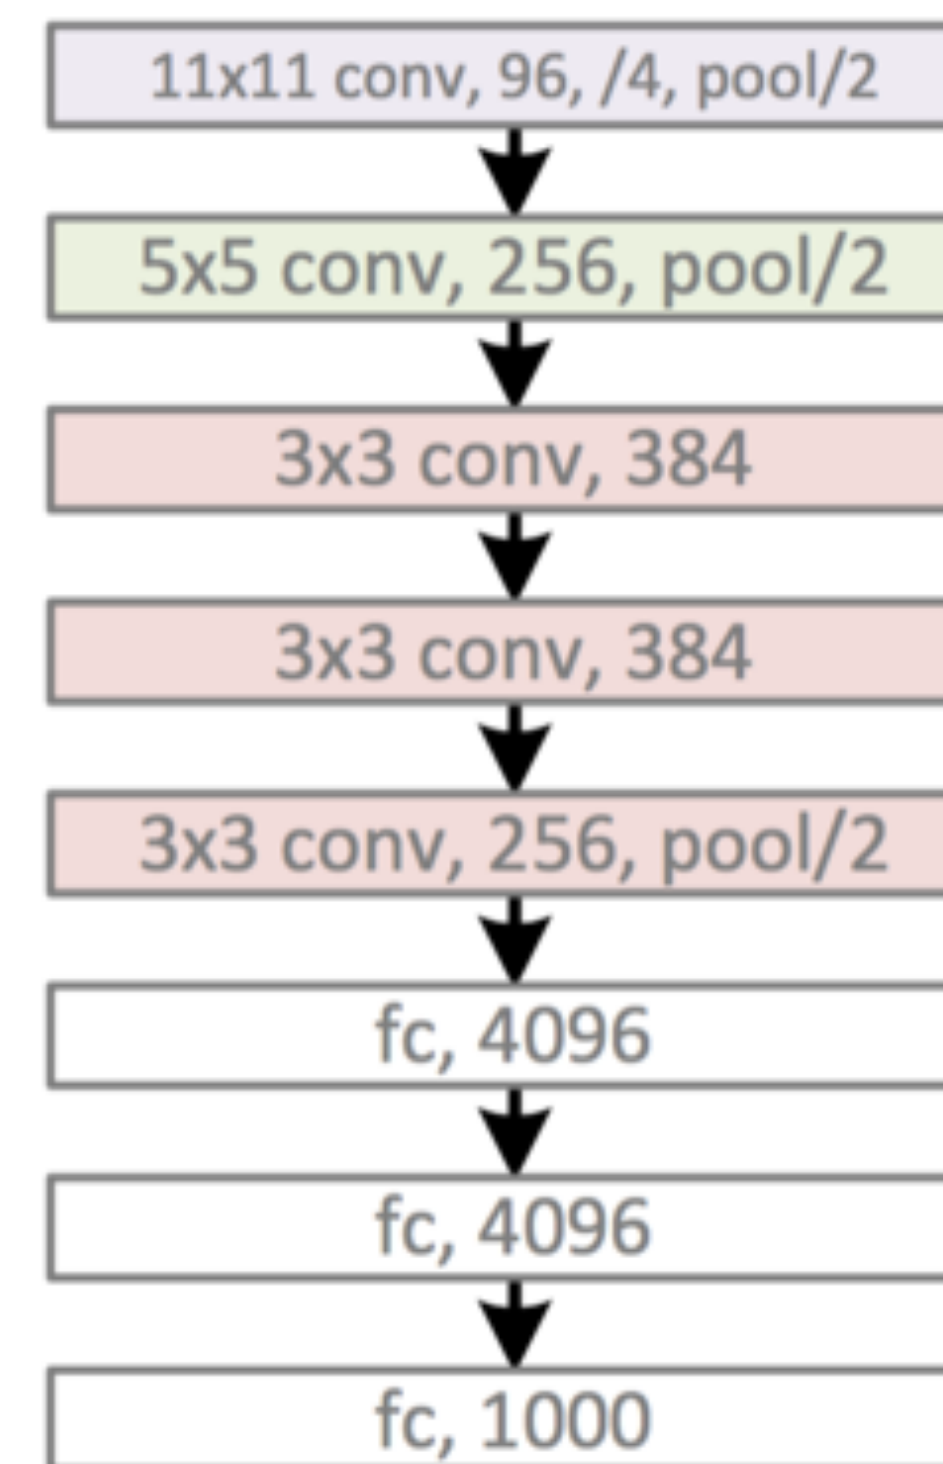 11x11 conv, 96, /4, pool/2
5x5 conv, 256, pool/2
3x3 conv, 384
3x3 conv, 384
3x3 conv, 256, pool/2
fc, 4096
fc, 4096
fc, 1000